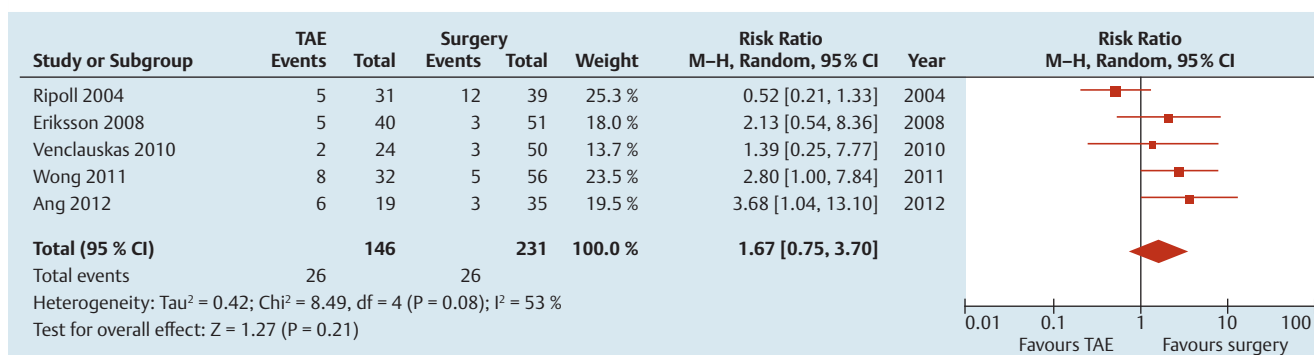 TAE Surgery Risk Ratio Risk Ratio
Study or Subgroup Events Total Events Total Weight M–H, Random, 95% CI Year M–H, Random, 95% CI
Ripoll 2004 5 31 12 39 25.3 % 0.52 [0.21, 1.33] 2004
Eriksson 2008 5 40 3 51 18.0 % 2.13 [0.54, 8.36] 2008
Venclauskas 2010 2 24 3 50 13.7 % 1.39 [0.25, 7.77] 2010
Wong 2011 8 32 5 56 23.5 % 2.80 [1.00, 7.84] 2011
Ang 2012 6 19 3 35 19.5 % 3.68 [1.04, 13.10] 2012
Total (95 % CI) 146 231 100.0 % 1.67 [0.75, 3.70]
Total events 26 26
Heterogeneity: Tau² = 0.42; Chi² = 8.49, df = 4 (P = 0.08); I² = 53 %
Test for overall effect: Z = 1.27 (P = 0.21)
0.01 0.1 1 10 100
Favours TAE Favours surgery